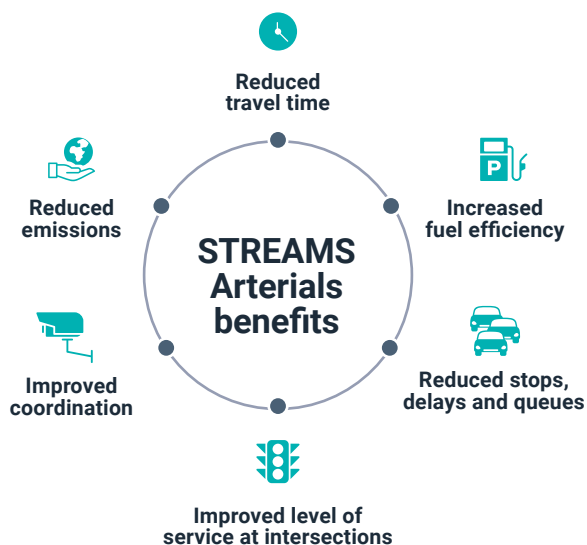 Reduced
travel time
Increased
fuel efficiency
P
Reduced stops,
delays and queues
Improved level of
service at intersections
Improved
coordination
Reduced
emissions
STREAMS
Arterials
benefits